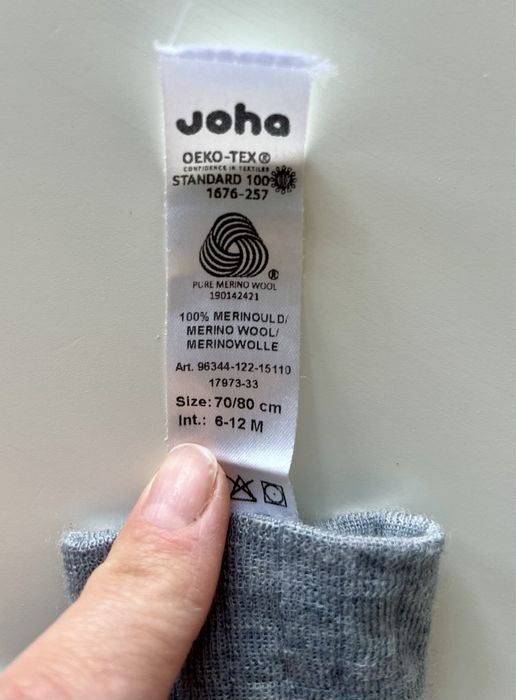 joha
OEKO-TEX®
CONFIDENCE IN TEXTILES
STANDARD 100
1676-257
®
PURE MERINO WOOL
190142421
100% MERINOULD/
MERINO WOOL/
MERINOWOLLE
Art. 96344-122-15110
17973-33
Size: 70/80 cm
Int.: 6-12 M